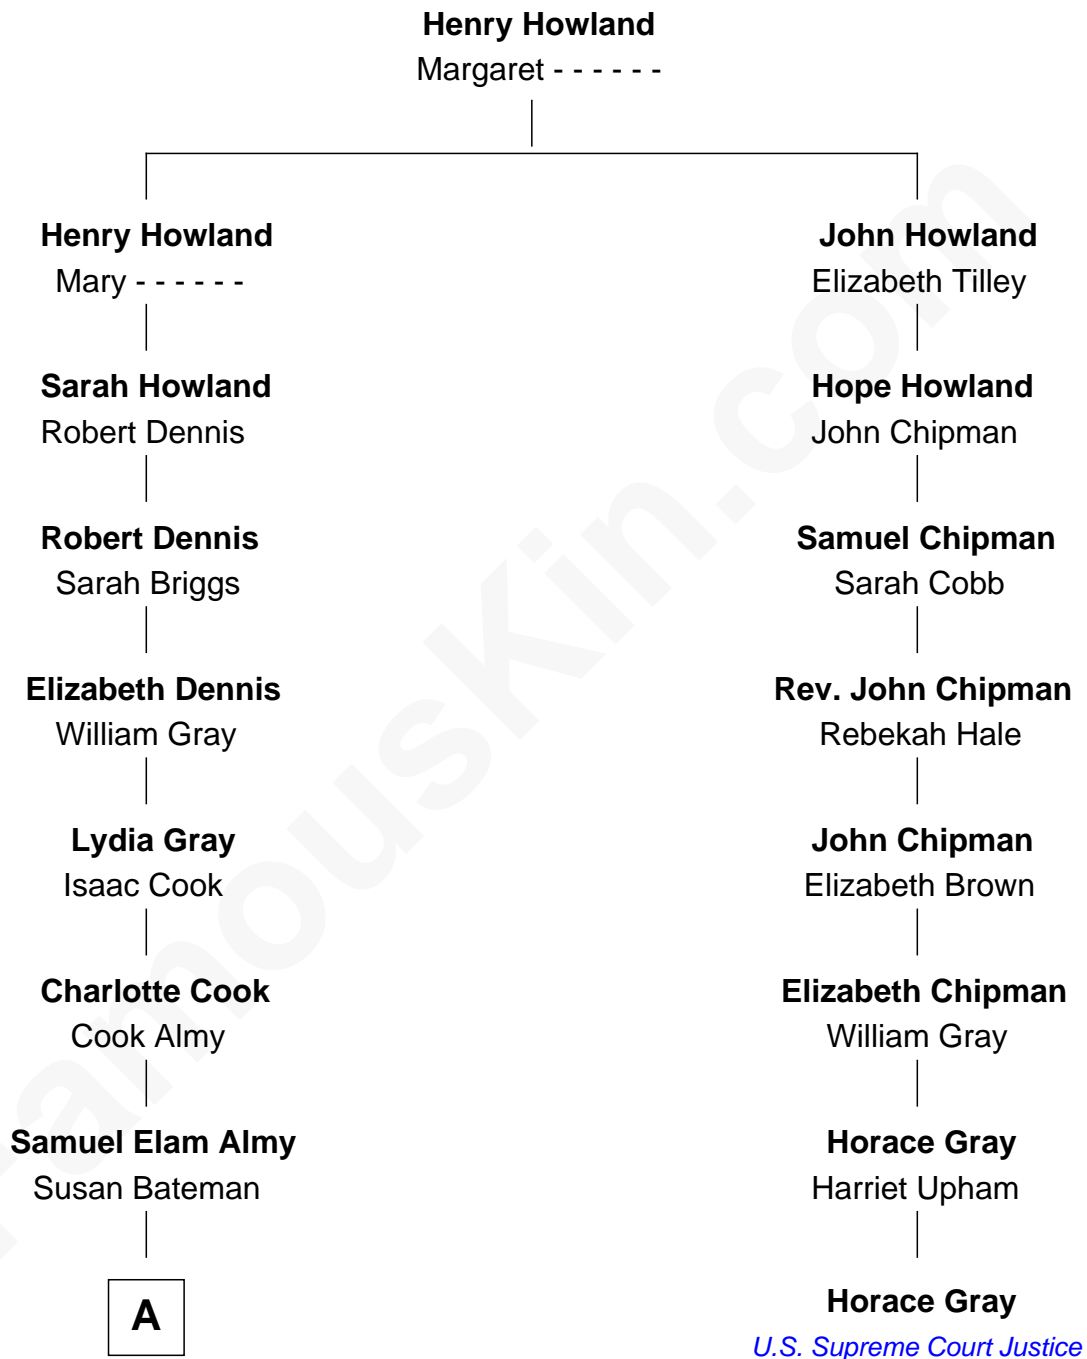 Henry Howland
Margaret - - - - - -
Henry Howland
Mary - - - - - -
John Howland
Elizabeth Tilley
Sarah Howland
Robert Dennis
Hope Howland
John Chipman
Robert Dennis
Sarah Briggs
Samuel Chipman
Sarah Cobb
Elizabeth Dennis
William Gray
Rev. John Chipman
Rebekah Hale
Lydia Gray
Isaac Cook
John Chipman
Elizabeth Brown
Charlotte Cook
Cook Almy
Elizabeth Chipman
William Gray
Samuel Elam Almy
Susan Bateman
Horace Gray
Harriet Upham
A
Horace Gray
U.S. Supreme Court Justice
FamousKin.com